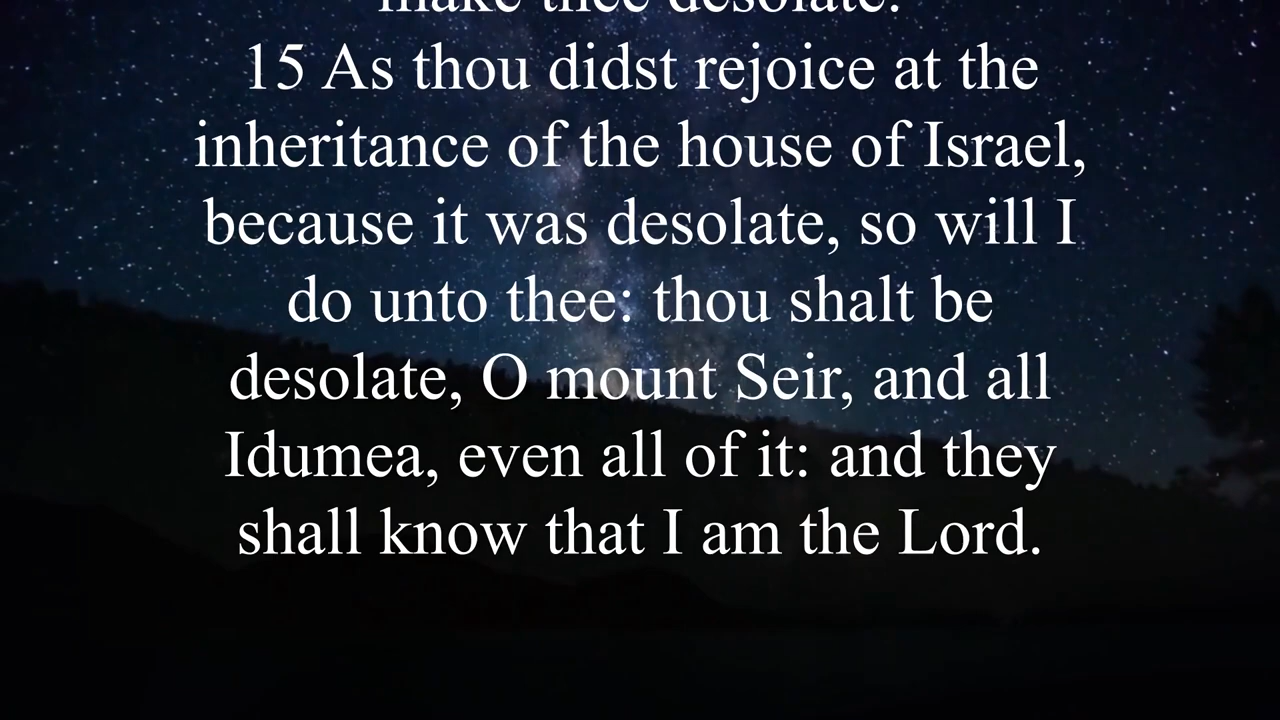 make thee desolate.
15 As thou didst rejoice at the
inheritance of the house of Israel,
because it was desolate, so will I
do unto thee: thou shalt be
desolate, O mount Seir, and all
Idumea, even all of it: and they
shall know that I am the Lord.